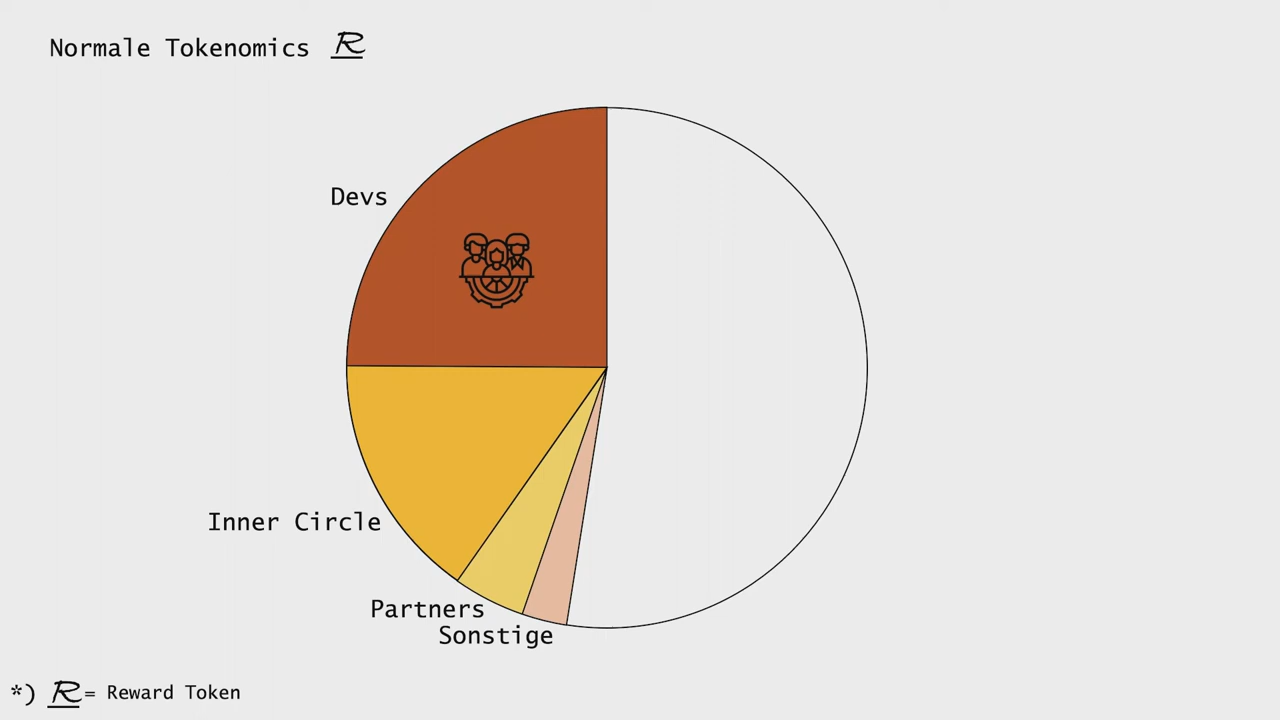 Normale Tokenomics R
Devs
Inner Circle
Partners
Sonstige
*) R = Reward Token